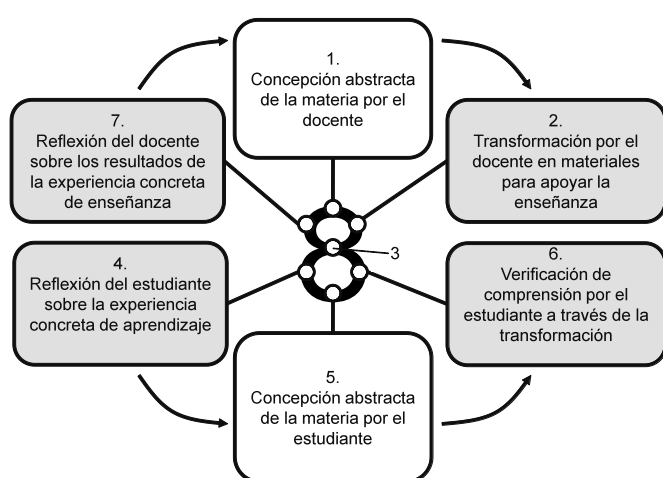 1.
Concepción abstracta
de la materia por el
docente
2.
Transformación por el
docente en materiales
para apoyar la
enseñanza
7.
Reflexión del docente
sobre los resultados de
la experiencia concreta
de enseñanza
3
4.
Reflexión del estudiante
sobre la experiencia
concreta de aprendizaje
6.
Verificación de
comprensión por el
estudiante a través de la
transformación
5.
Concepción abstracta
de la materia por el
estudiante